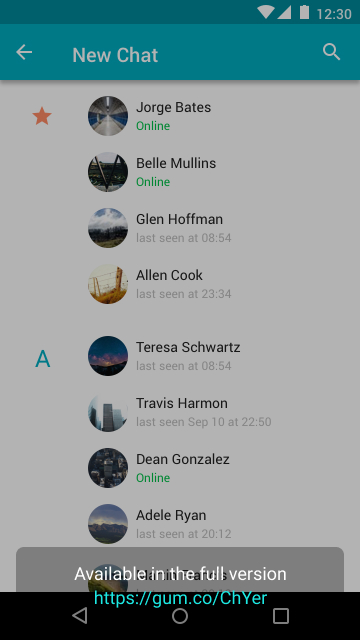 12:30
New Chat
Jorge Bates
Online
Belle Mullins
Online
Glen Hoffman
last seen at 08:54
Allen Cook
last seen at 23:34
A
Teresa Schwartz
last seen at 08:54
Travis Harmon
last seen Sep 10 at 22:50
Dean Gonzalez
Online
Adele Ryan
last seen at 20:12
Available in the full version
https://gum.co/ChYer